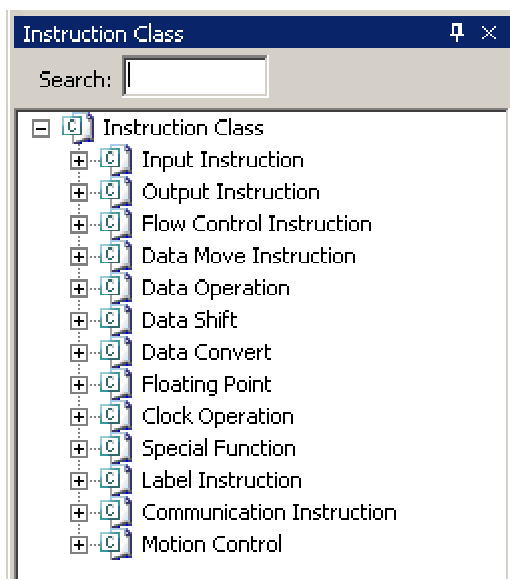 Instruction Class
Search:
Instruction Class
Input Instruction
Output Instruction
Flow Control Instruction
Data Move Instruction
Data Operation
Data Shift
Data Convert
Floating Point
Clock Operation
Special Function
Label Instruction
Communication Instruction
Motion Control